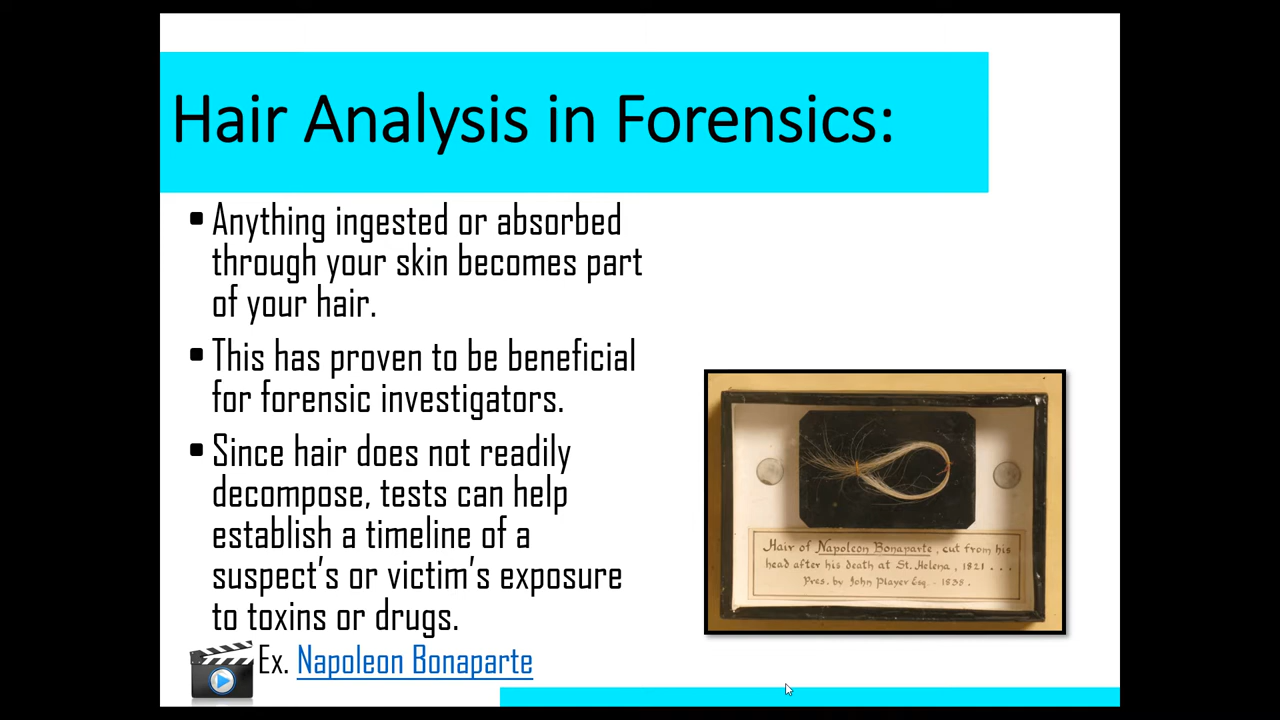 Hair Analysis in Forensics:
▪ Anything ingested or absorbed
through your skin becomes part
of your hair.
▪ This has proven to be beneficial
for forensic investigators.
▪ Since hair does not readily
decompose, tests can help
establish a timeline of a
suspect's or victim's exposure
to toxins or drugs.
Ex. Napoleon Bonaparte
Hair of Napoleon Bonaparte, cut from his
head after his death at St. Helena, 1821 . . .
Pres. by John Player Esq. - 1838.